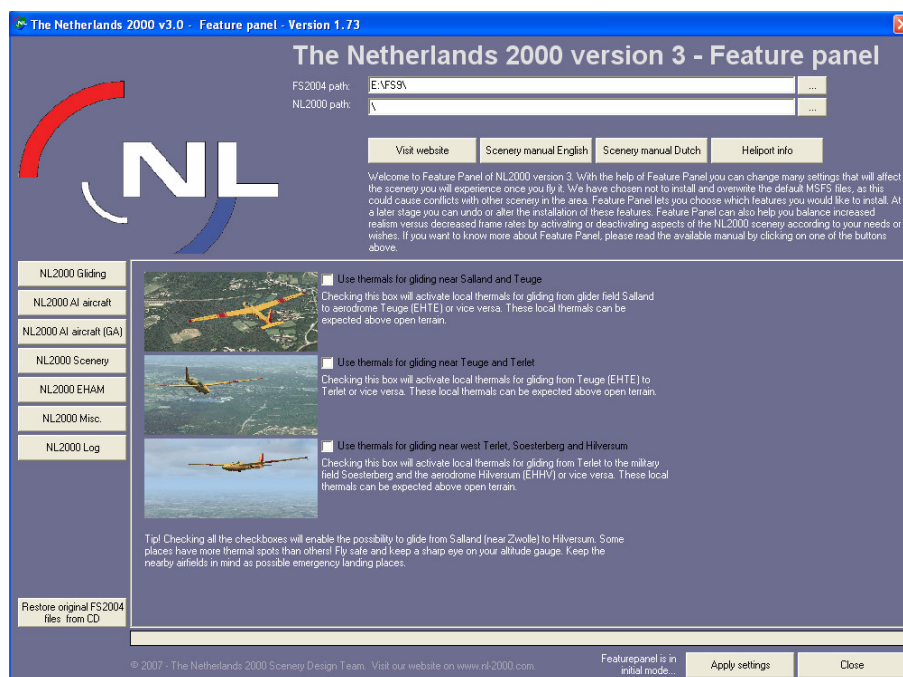 The Netherlands 2000 v3.0 - Feature panel - Version 1.73
The Netherlands 2000 version 3 - Feature panel
FS2004 path:
E:\FS9\
...
NL2000 path:
\
...
NL
Visit website
Scenery manual English
Scenery manual Dutch
Heliport info
Welcome to Feature Panel of NL2000 version 3. With the help of Feature Panel you can change many settings that will affect
the scenery you will experience once you fly it. We have chosen not to install and overwrite the default MSFS files, as this
could cause conflicts with other scenery in the area. Feature Panel lets you choose which features you would like to install. At
a later stage you can undo or alter the installation of these features. Feature Panel can also help you balance increased
realism versus decreased frame rates by activating or deactivating aspects of the NL2000 scenery according to your needs or
wishes. If you want to know more about Feature Panel, please read the available manual by clicking on one of the buttons
above.
NL2000 Gliding
NL2000 AI aircraft
NL2000 AI aircraft (GA)
NL2000 Scenery
NL2000 EHAM
NL2000 Misc.
NL2000 Log
Use thermals for gliding near Salland and Teuge
Checking this box will activate local thermals for gliding from glider field Salland
to aerodrome Teuge (EHTE) or vice versa. These local thermals can be
expected above open terrain.
Use thermals for gliding near Teuge and Terlet
Checking this box will activate local thermals for gliding from Teuge (EHTE) to
Terlet or vice versa. These local thermals can be expected above open terrain.
Use thermals for gliding near west Terlet, Soesterberg and Hilversum
Checking this box will activate local thermals for gliding from Terlet to the military
field Soesterberg and the aerodrome Hilversum (EHHV) or vice versa. These local
thermals can be expected above open terrain.
Tip! Checking all the checkboxes will enable the possibility to glide from Salland (near Zwolle) to Hilversum. Some
places have more thermal spots than others! Fly safe and keep a sharp eye on your altitude gauge. Keep the
nearby airfields in mind as possible emergency landing places.
Restore original FS2004
files from CD
© 2007 - The Netherlands 2000 Scenery Design Team. Visit our website on www.nl-2000.com.
Featurepanel is in
initial mode...
Apply settings
Close